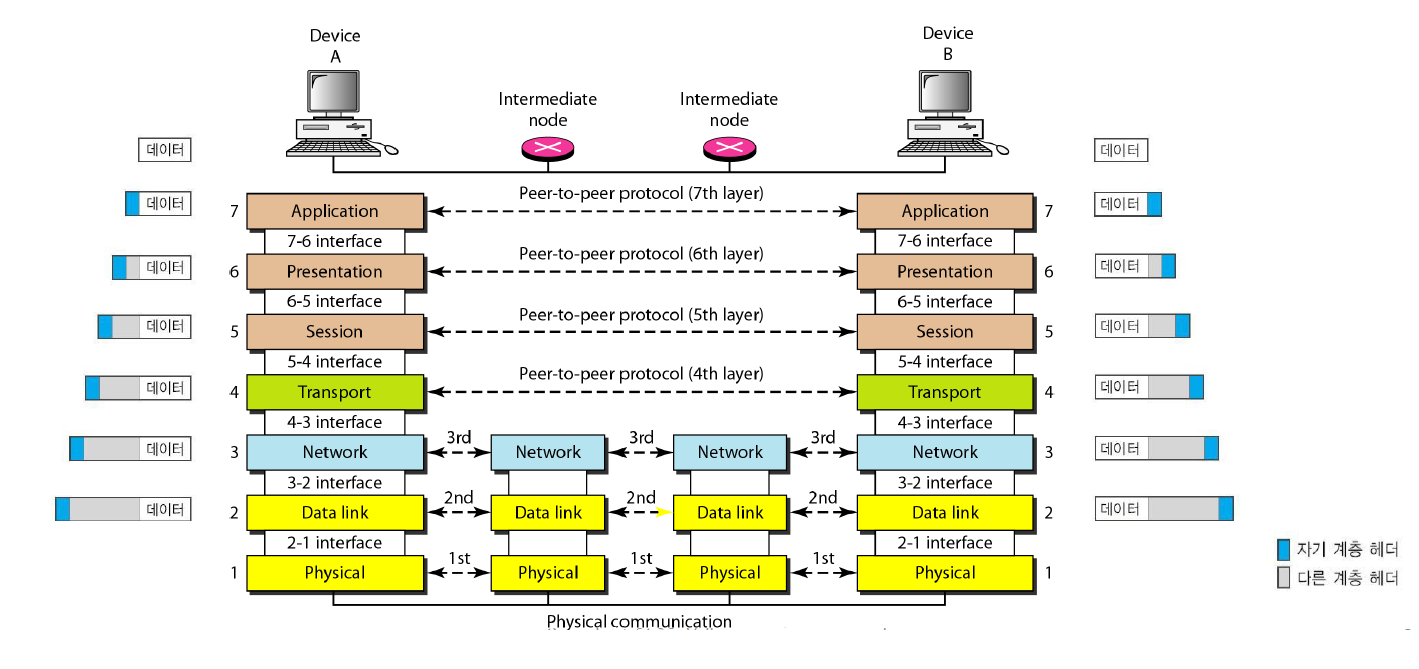 Device
A
Device
B
Intermediate
node
Intermediate
node
데이터
데이터
데이터
7
Application
Peer-to-peer protocol (7th layer)
Application
7
데이터
7-6 interface
7-6 interface
데이터
6
Presentation
Peer-to-peer protocol (6th layer)
Presentation
6
데이터
6-5 interface
6-5 interface
데이터
5
Session
Peer-to-peer protocol (5th layer)
Session
5
데이터
5-4 interface
5-4 interface
데이터
4
Transport
Peer-to-peer protocol (4th layer)
Transport
4
데이터
4-3 interface
4-3 interface
데이터
3
Network
3rd
Network
3rd
Network
3rd
Network
3
데이터
3-2 interface
3-2 interface
데이터
2
Data link
2nd
Data link
2nd
Data link
2nd
Data link
2
데이터
2-1 interface
2-1 interface
1
Physical
1st
Physical
1st
Physical
1st
Physical
1
Physical communication
자기 계층 헤더
다른 계층 헤더